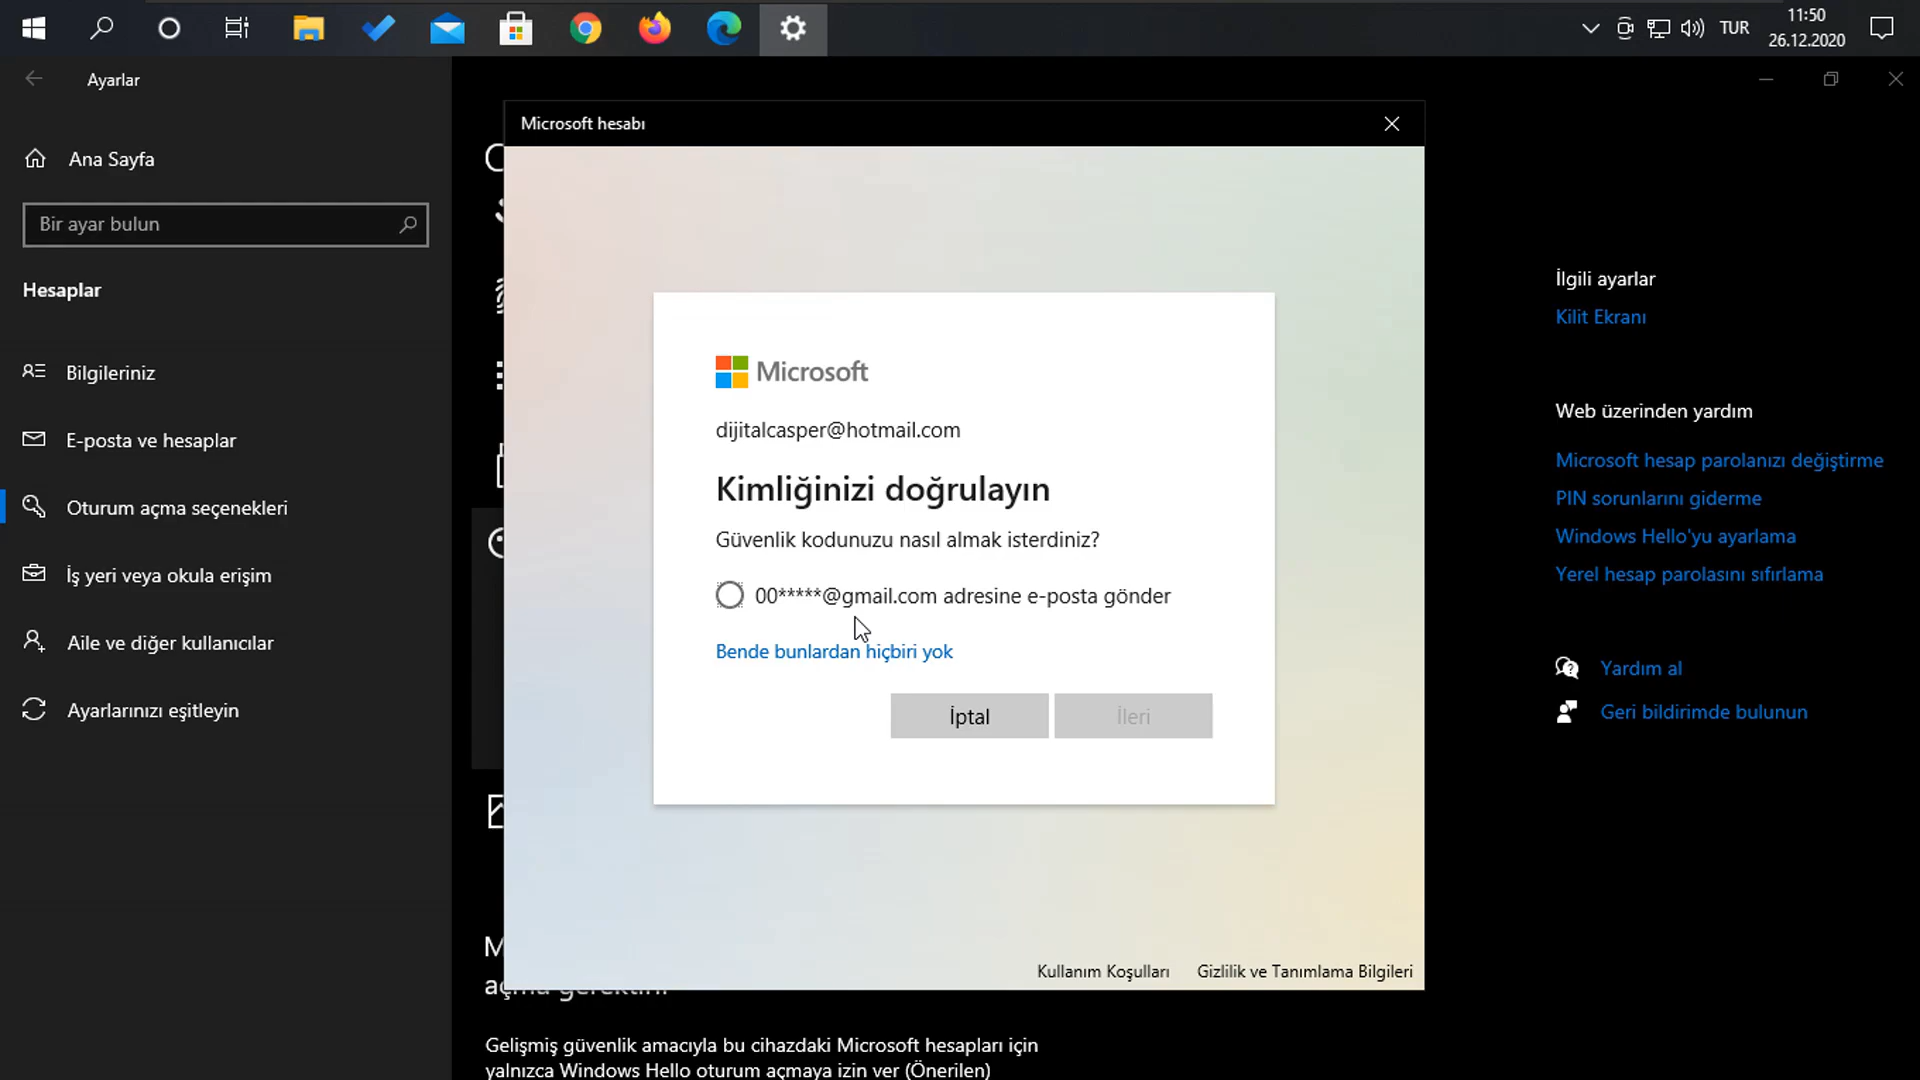 TUR
11:50
26.12.2020
Ayarlar
Ana Sayfa
Bir ayar bulun
Hesaplar
Bilgileriniz
E-posta ve hesaplar
Oturum açma seçenekleri
İş yeri veya okula erişim
Aile ve diğer kullanıcılar
Ayarlarınızı eşitleyin
Microsoft hesabı
Microsoft
dijitalcasper@hotmail.com
Kimliğinizi doğrulayın
Güvenlik kodunuzu nasıl almak isterdiniz?
00*****@gmail.com adresine e-posta gönder
Bende bunlardan hiçbiri yok
İptal
İleri
Kullanım Koşulları
Gizlilik ve Tanımlama Bilgileri
Gelişmiş güvenlik amacıyla bu cihazdaki Microsoft hesapları için
yalnızca Windows Hello oturum açmaya izin ver (Önerilen)
İlgili ayarlar
Kilit Ekranı
Web üzerinden yardım
Microsoft hesap parolanızı değiştirme
PIN sorunlarını giderme
Windows Hello'yu ayarlama
Yerel hesap parolasını sıfırlama
Yardım al
Geri bildirimde bulunun